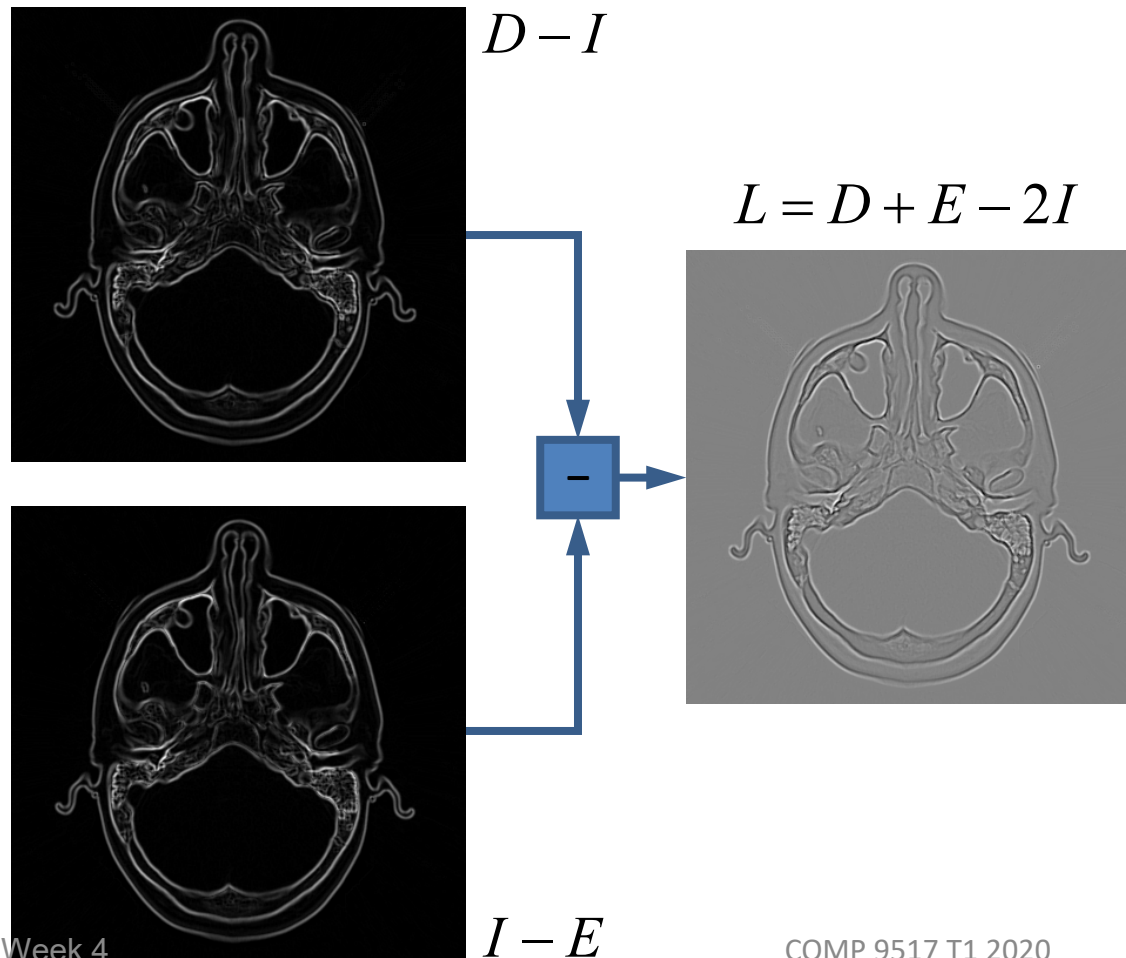 D − I
L = D + E − 2I
−
I − E
Week 4
COMP 9517 T1 2020